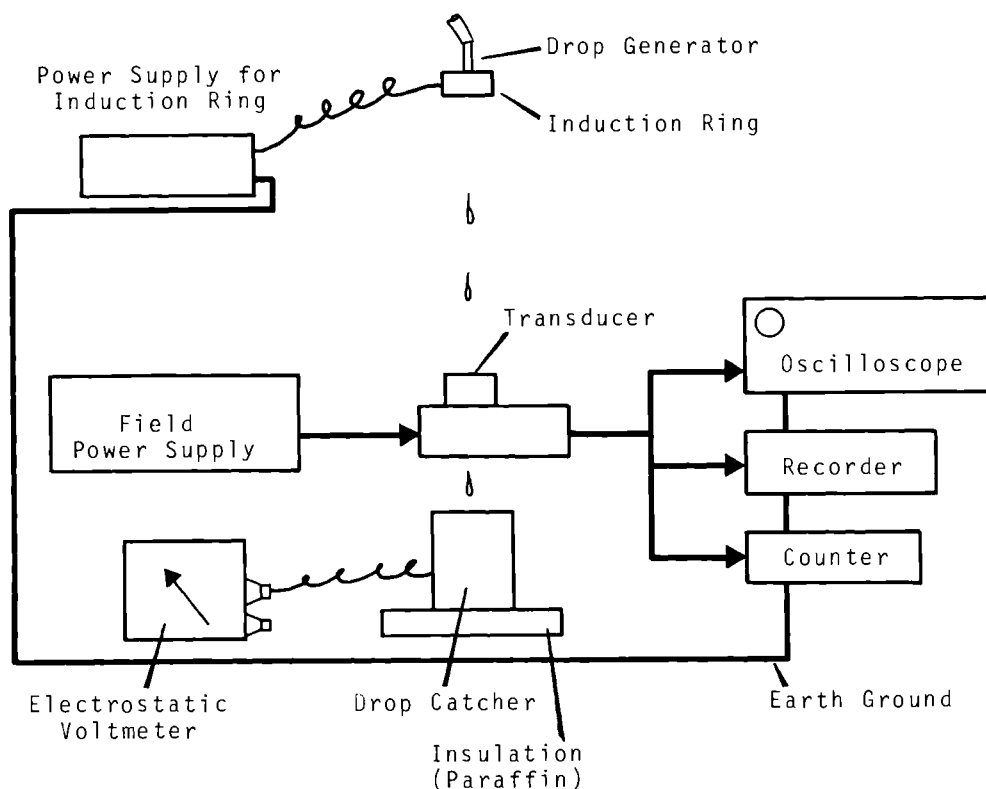 Drop Generator
Power Supply for
Induction Ring
Induction Ring
Transducer
Oscilloscope
Field
Power Supply
Recorder
Counter
Electrostatic
Voltmeter
Drop Catcher
Earth Ground
Insulation
(Paraffin)